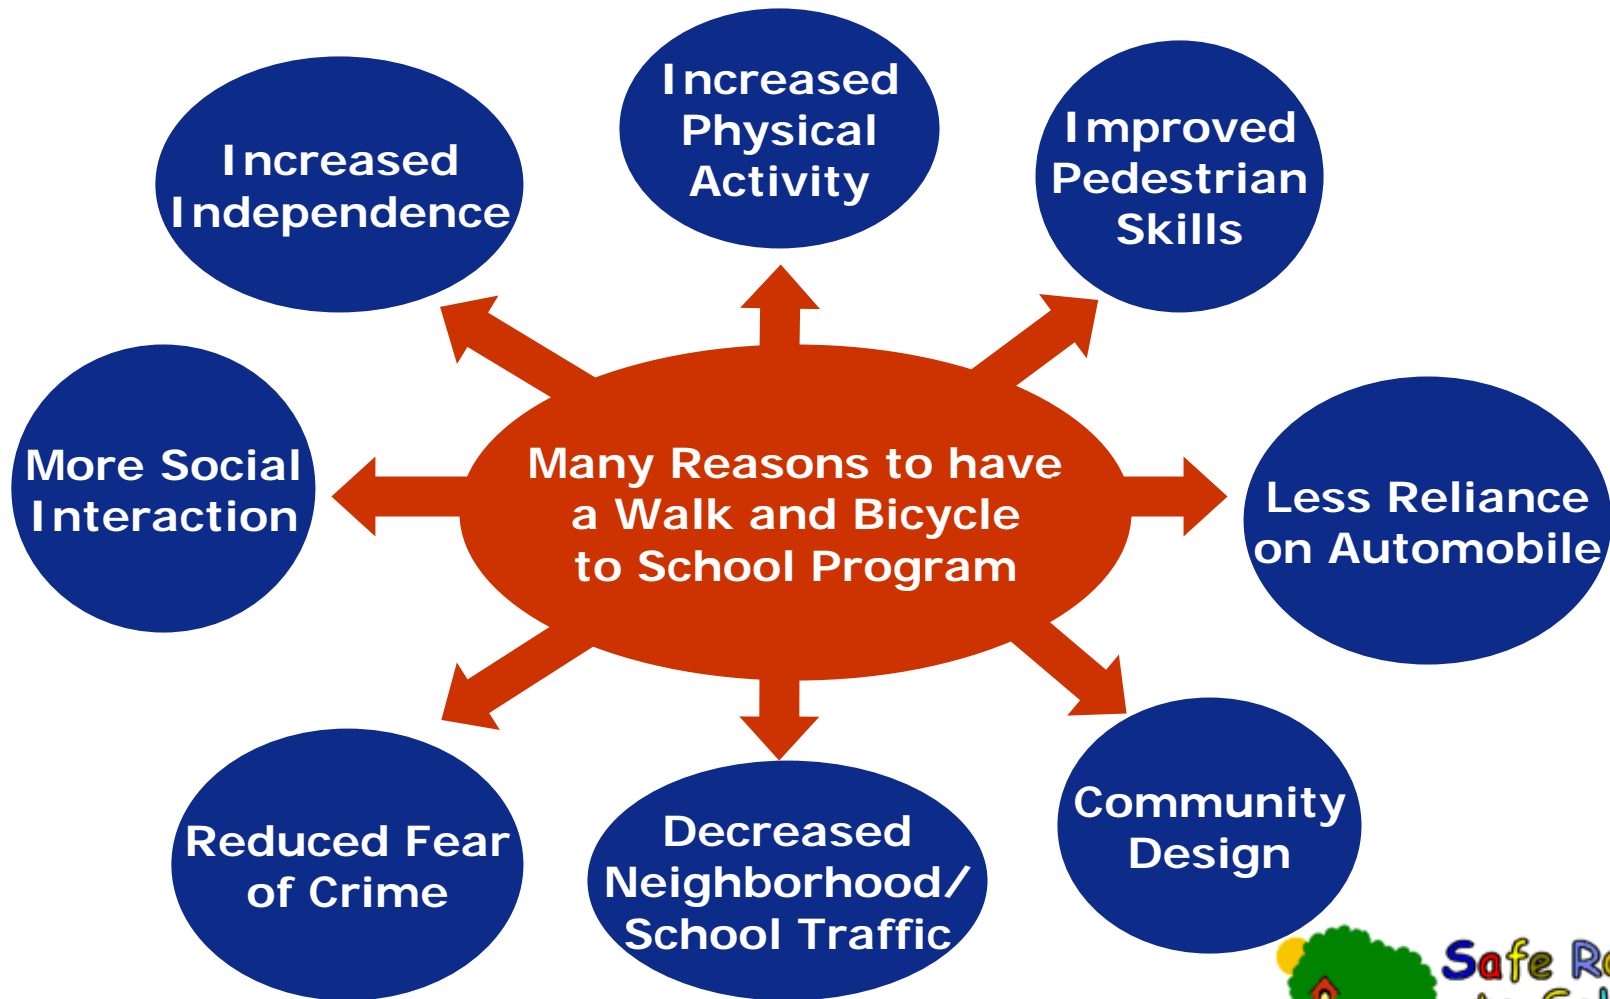 Increased
Physical
Activity
Increased
Independence
Improved
Pedestrian
Skills
More Social
Interaction
Many Reasons to have
a Walk and Bicycle
to School Program
Less Reliance
on Automobile
Reduced Fear
of Crime
Decreased
Neighborhood/
School Traffic
Community
Design
Safe